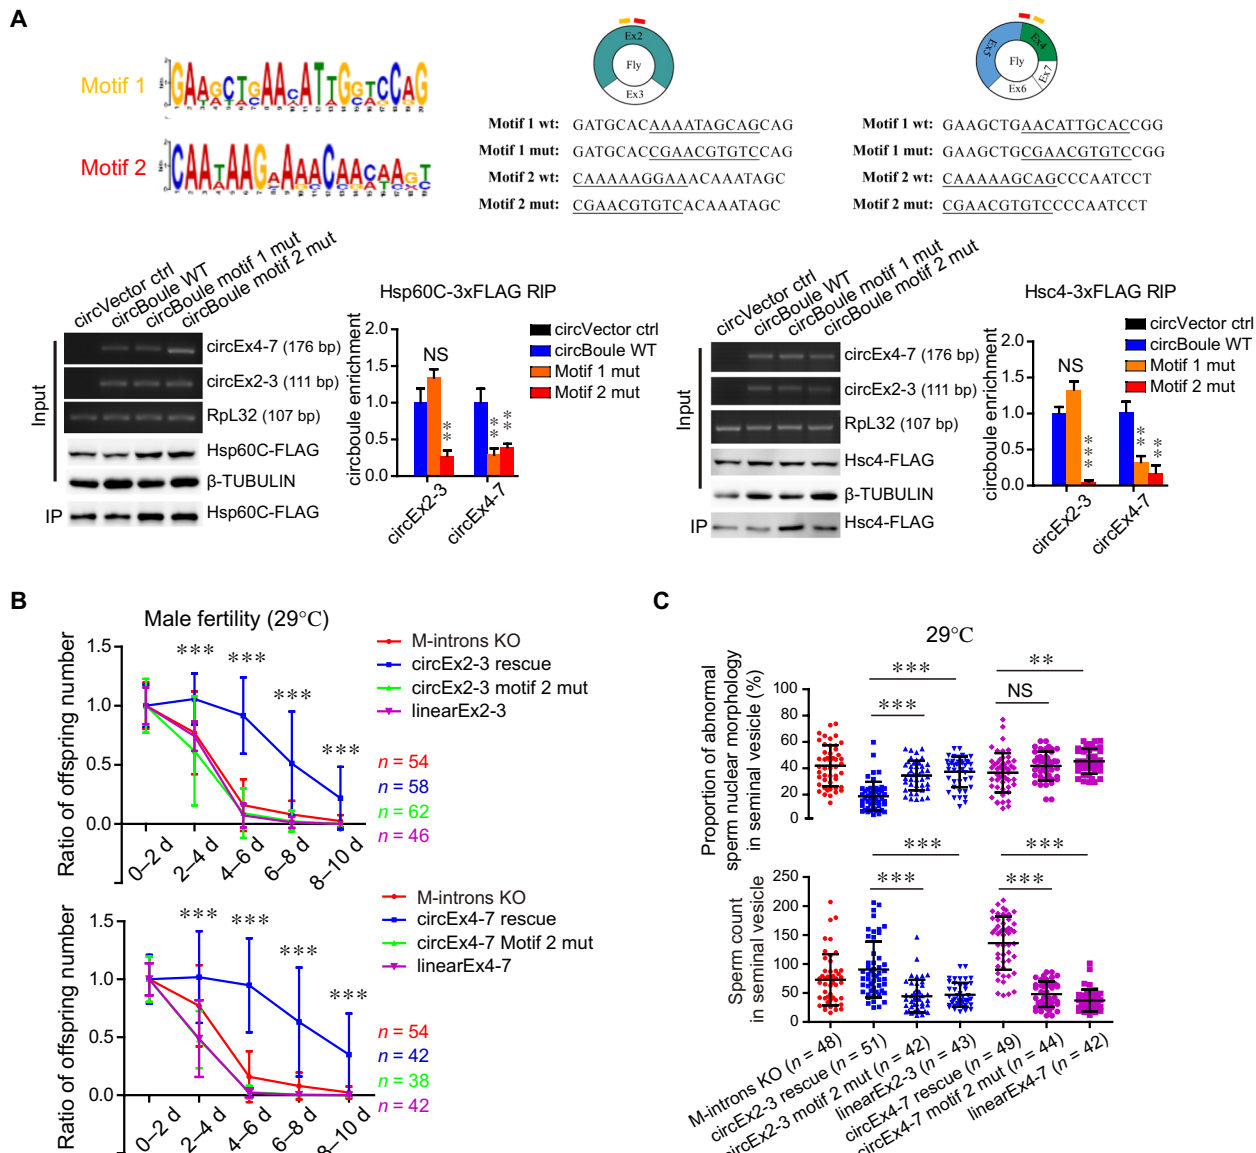 A
Motif 1
GAAGCTGAACATTGGTCCAG
Motif 2
Ex2
Fly
Ex3
Ex5
Ex4
Fly
Ex7
Ex6
Motif 1 wt: GATGCACAAAATAGCAGCAG
Motif 1 mut: GATGCACCGAACGTGTCCAG
Motif 2 wt: CAAAAAGGAAACAAATAGC
Motif 2 mut: CGAACGTGTCACAAATAGC
Motif 1 wt: GAAGCTGAACATTGCACCGG
Motif 1 mut: GAAGCTGCGAACGTGTCCGG
Motif 2 wt: CAAAAAGCAGCCCAATCCT
Motif 2 mut: CGAACGTGTCCCCAATCCT
circVector ctrl
circBoule WT
circBoule motif 1 mut
circBoule motif 2 mut
Input
circEx4-7 (176 bp)
circEx2-3 (111 bp)
RpL32 (107 bp)
Hsp60C-FLAG
β-TUBULIN
IP
Hsp60C-FLAG
Hsp60C-3xFLAG RIP
circboule enrichment
2.0
1.5
1.0
0.5
0.0
NS
**
**
**
circEx2-3
circEx4-7
circVector ctrl
circBoule WT
Motif 1 mut
Motif 2 mut
circVector ctrl
circBoule WT
circBoule motif 1 mut
circBoule motif 2 mut
Input
circEx4-7 (176 bp)
circEx2-3 (111 bp)
RpL32 (107 bp)
Hsc4-FLAG
β-TUBULIN
IP
Hsc4-FLAG
Hsc4-3xFLAG RIP
circboule enrichment
2.0
1.5
1.0
0.5
0.0
NS
***
**
**
circEx2-3
circEx4-7
circVector ctrl
circBoule WT
Motif 1 mut
Motif 2 mut
B
Male fertility (29°C)
Ratio of offspring number
1.5
1.0
0.5
0.0
***
***
***
***
0–2 d
2–4 d
4–6 d
6–8 d
8–10 d
M-introns KO
circEx2-3 rescue
circEx2-3 motif 2 mut
linearEx2-3
n = 54
n = 58
n = 62
n = 46
Ratio of offspring number
1.5
1.0
0.5
0.0
***
***
***
***
0–2 d
2–4 d
4–6 d
6–8 d
8–10 d
M-introns KO
circEx4-7 rescue
circEx4-7 Motif 2 mut
linearEx4-7
n = 54
n = 42
n = 38
n = 42
C
29°C
Proportion of abnormal
sperm nuclear morphology
in seminal vesicle (%)
100
80
60
40
20
0
***
***
**
NS
Sperm count
in seminal vesicle
250
200
150
100
50
0
***
***
***
***
M-introns KO (n = 48)
circEx2-3 rescue (n = 51)
circEx2-3 motif 2 mut (n = 42)
linearEx2-3 (n = 43)
circEx4-7 rescue (n = 49)
circEx4-7 motif 2 mut (n = 44)
linearEx4-7 (n = 42)